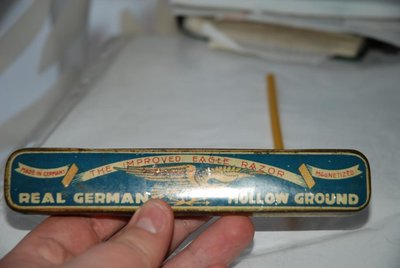 THE IMPROVED EAGLE RAZOR
MADE IN GERMANY
MAGNETIZED
REAL GERMAN HOLLOW GROUND